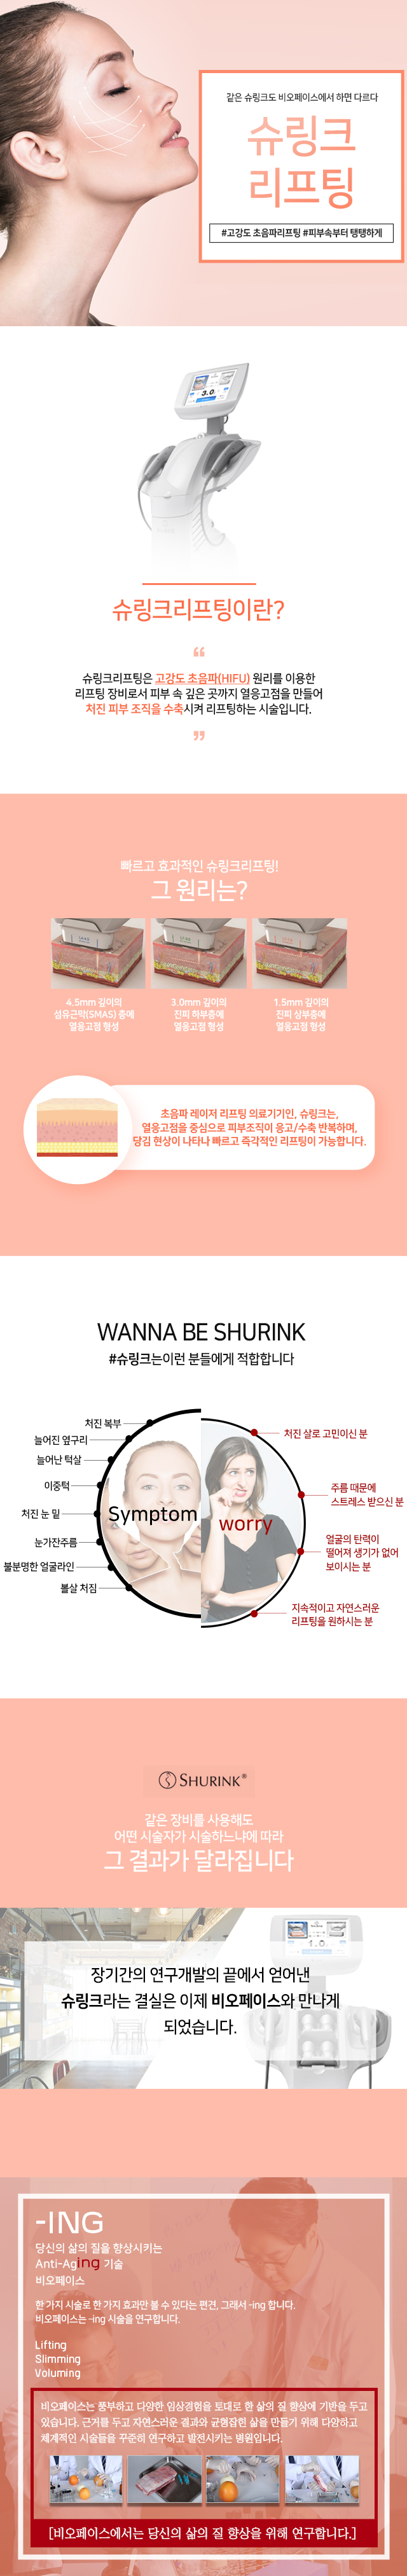 같은 슈링크도 비오페이스에서 하면 다르다
슈링크
리프팅
#고강도 초음파리프팅 #피부속부터 탱탱하게
3.0
슈링크리프팅이란?
“
슈링크리프팅은 고강도 초음파(HIFU) 원리를 이용한
리프팅 장비로서 피부 속 깊은 곳까지 열응고점을 만들어
처진 피부 조직을 수축시켜 리프팅하는 시술입니다.
”
빠르고 효과적인 슈링크리프팅!
그 원리는?
4.5mm 깊이의
섬유근막(SMAS) 층에
열응고점 형성
3.0mm 깊이의
진피 하부층에
열응고점 형성
1.5mm 깊이의
진피 상부층에
열응고점 형성
초음파 레이저 리프팅 의료기기인, 슈링크는,
열응고점을 중심으로 피부조직이 응고/수축 반복하며,
당김 현상이 나타나 빠르고 즉각적인 리프팅이 가능합니다.
WANNA BE SHURINK
#슈링크는이런 분들에게 적합합니다
처진 복부
늘어진 옆구리
늘어난 턱살
이중턱
처진 눈 밑
눈가잔주름
불분명한 얼굴라인
볼살 처짐
Symptom
worry
처진 살로 고민이신 분
주름 때문에
스트레스 받으신 분
얼굴의 탄력이
떨어져 생기가 없어
보이시는 분
지속적이고 자연스러운
리프팅을 원하시는 분
SHURINK®
같은 장비를 사용해도
어떤 시술자가 시술하느냐에 따라
그 결과가 달라집니다
장기간의 연구개발의 끝에서 얻어낸
슈링크라는 결실은 이제 비오페이스와 만나게
되었습니다.
-ING
당신의 삶의 질을 향상시키는
Anti-Aging 기술
비오페이스
한 가지 시술로 한 가지 효과만 볼 수 있다는 편견, 그래서 -ing 합니다.
비오페이스는 -ing 시술을 연구합니다.
Lifting
Slimming
Voluming
비오페이스는 풍부하고 다양한 임상경험을 토대로 한 삶의 질 향상에 기반을 두고
있습니다. 근거를 두고 자연스러운 결과와 균형잡힌 삶을 만들기 위해 다양하고
체계적인 시술들을 꾸준히 연구하고 발전시키는 병원입니다.
[비오페이스에서는 당신의 삶의 질 향상을 위해 연구합니다.]